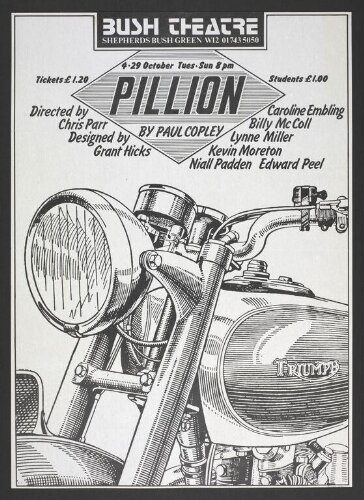 BUSH THEATRE
SHEPHERDS BUSH GREEN W12 01 743 5050
4·29 October Tues·Sun 8 pm
Tickets £1.20
Students £1.00
PILLION
BY PAUL COPLEY
Directed by
Chris Parr
Designed by
Grant Hicks
Caroline Embling
Billy McColl
Lynne Miller
Kevin Moreton
Niall Padden Edward Peel
TRIUMPH